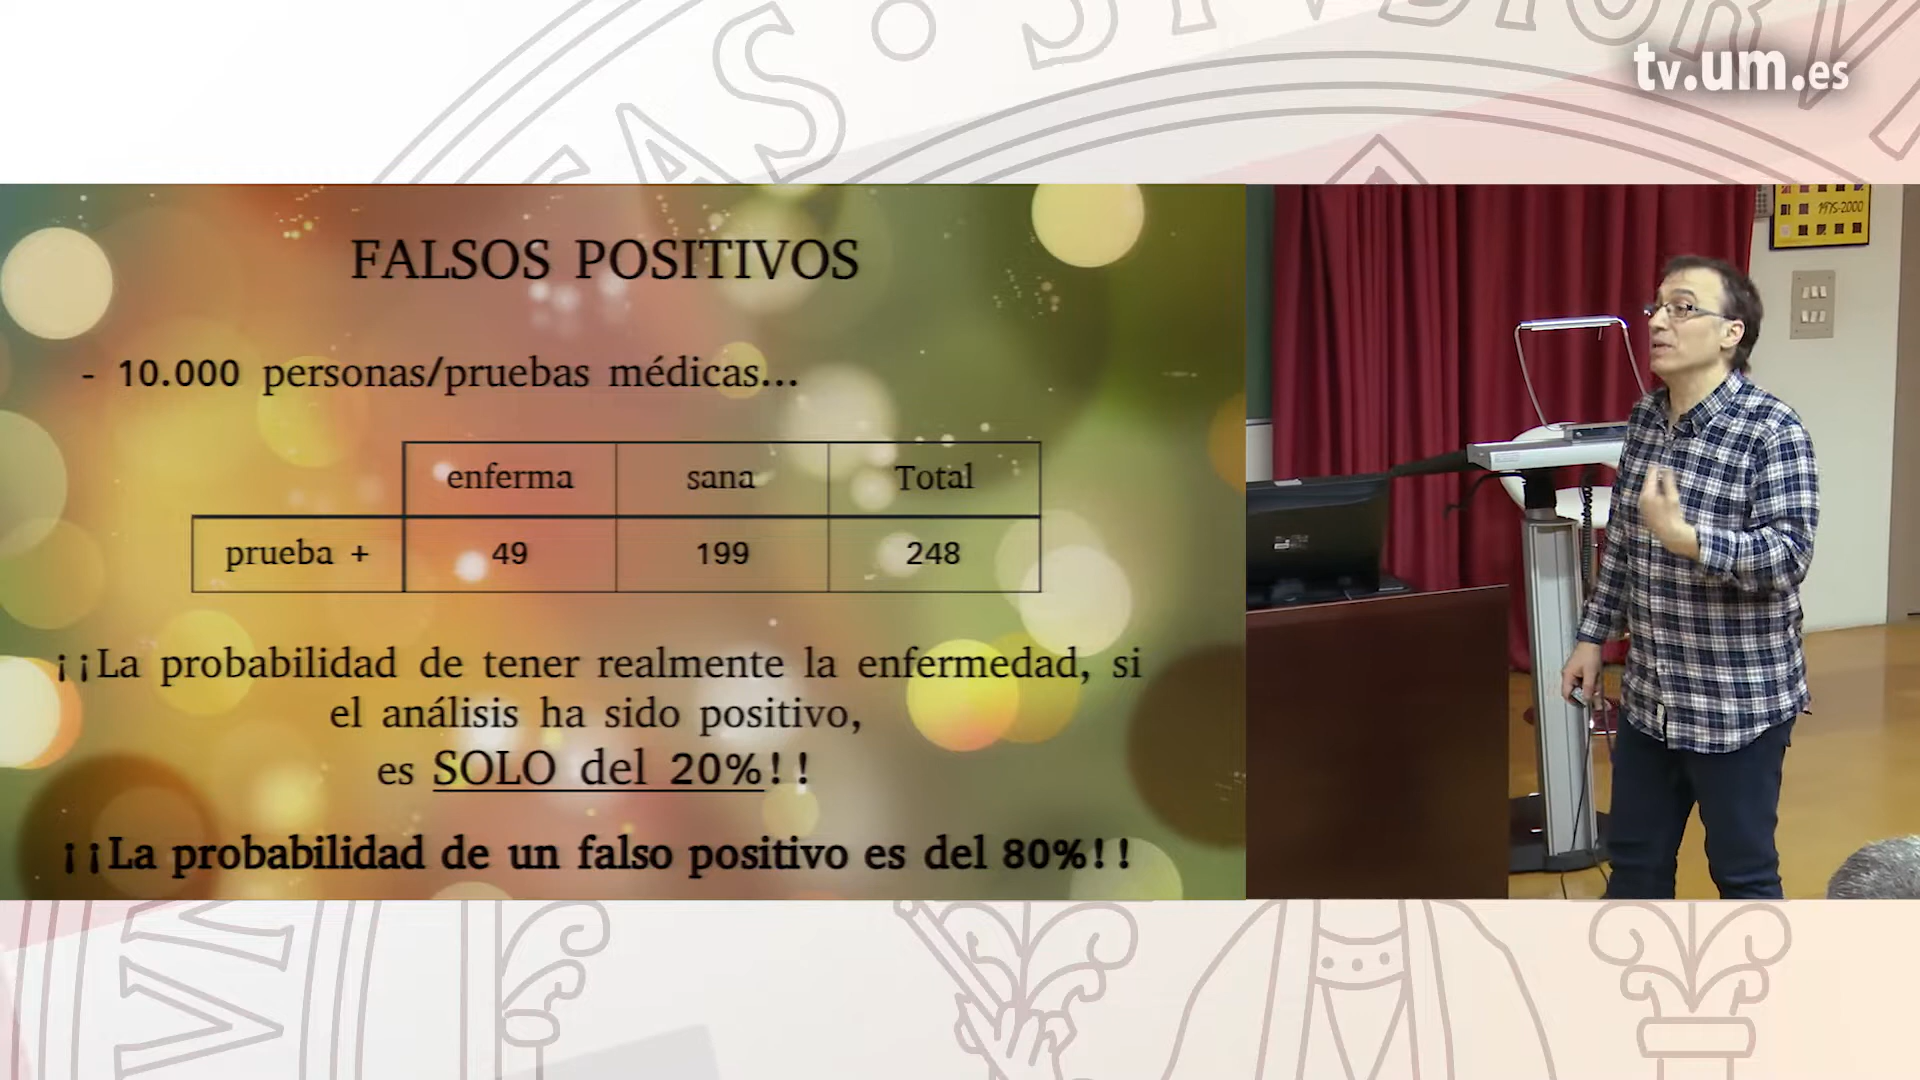 tv.um.es
FALSOS POSITIVOS
- 10.000 personas/pruebas médicas...
enferma sana Total
prueba + 49 199 248
¡¡La probabilidad de tener realmente la enfermedad, si
el análisis ha sido positivo,
es SOLO del 20%!!
¡¡La probabilidad de un falso positivo es del 80%!!
1975-2000